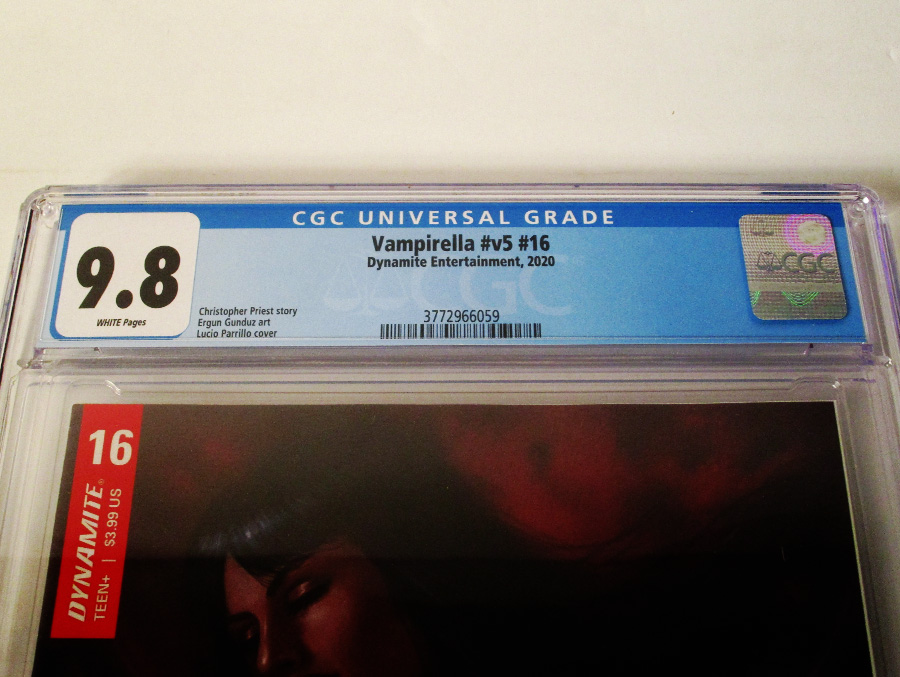 CGC UNIVERSAL GRADE
9.8
WHITE Pages
Vampirella #v5 #16
Dynamite Entertainment, 2020
Christopher Priest story
Ergun Gunduz art
Lucio Parrillo cover
3772966059
CGC
CGC
16
DYNAMITE®
TEEN+ | $3.99 US